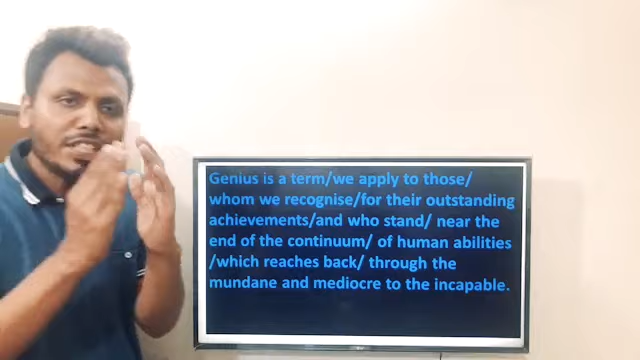 Genius is a term/we apply to those/
whom we recognise/for their outstanding
achievements/and who stand/ near the
end of the continuum/ of human abilities
/which reaches back/ through the
mundane and mediocre to the incapable.